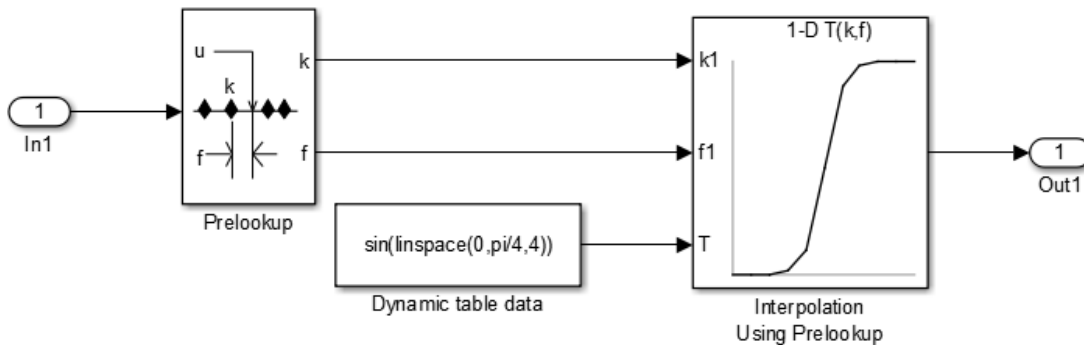 1-D T(k,f)
u
k
k
k1
1
In1
f
f
f1
1
Out1
Prelookup
sin(linspace(0,pi/4,4))
T
Dynamic table data
Interpolation
Using Prelookup